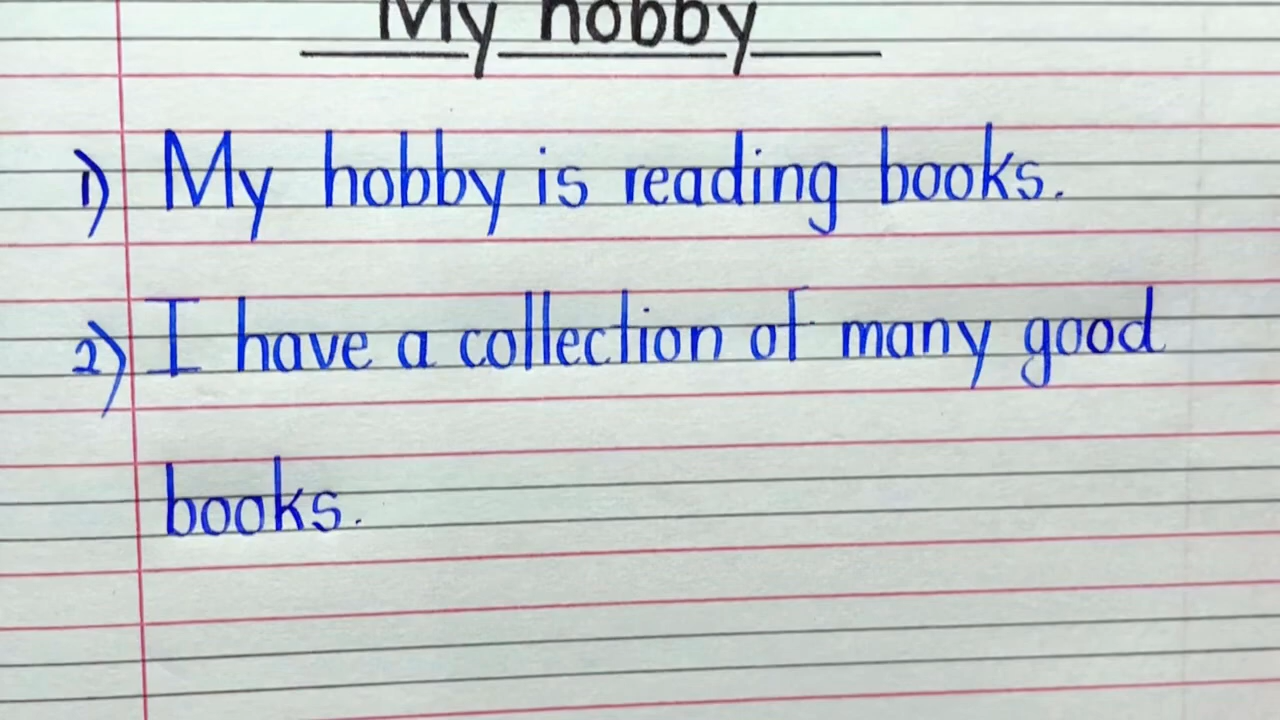 My hobby
1) My hobby is reading books.
2) I have a collection of many good
books.